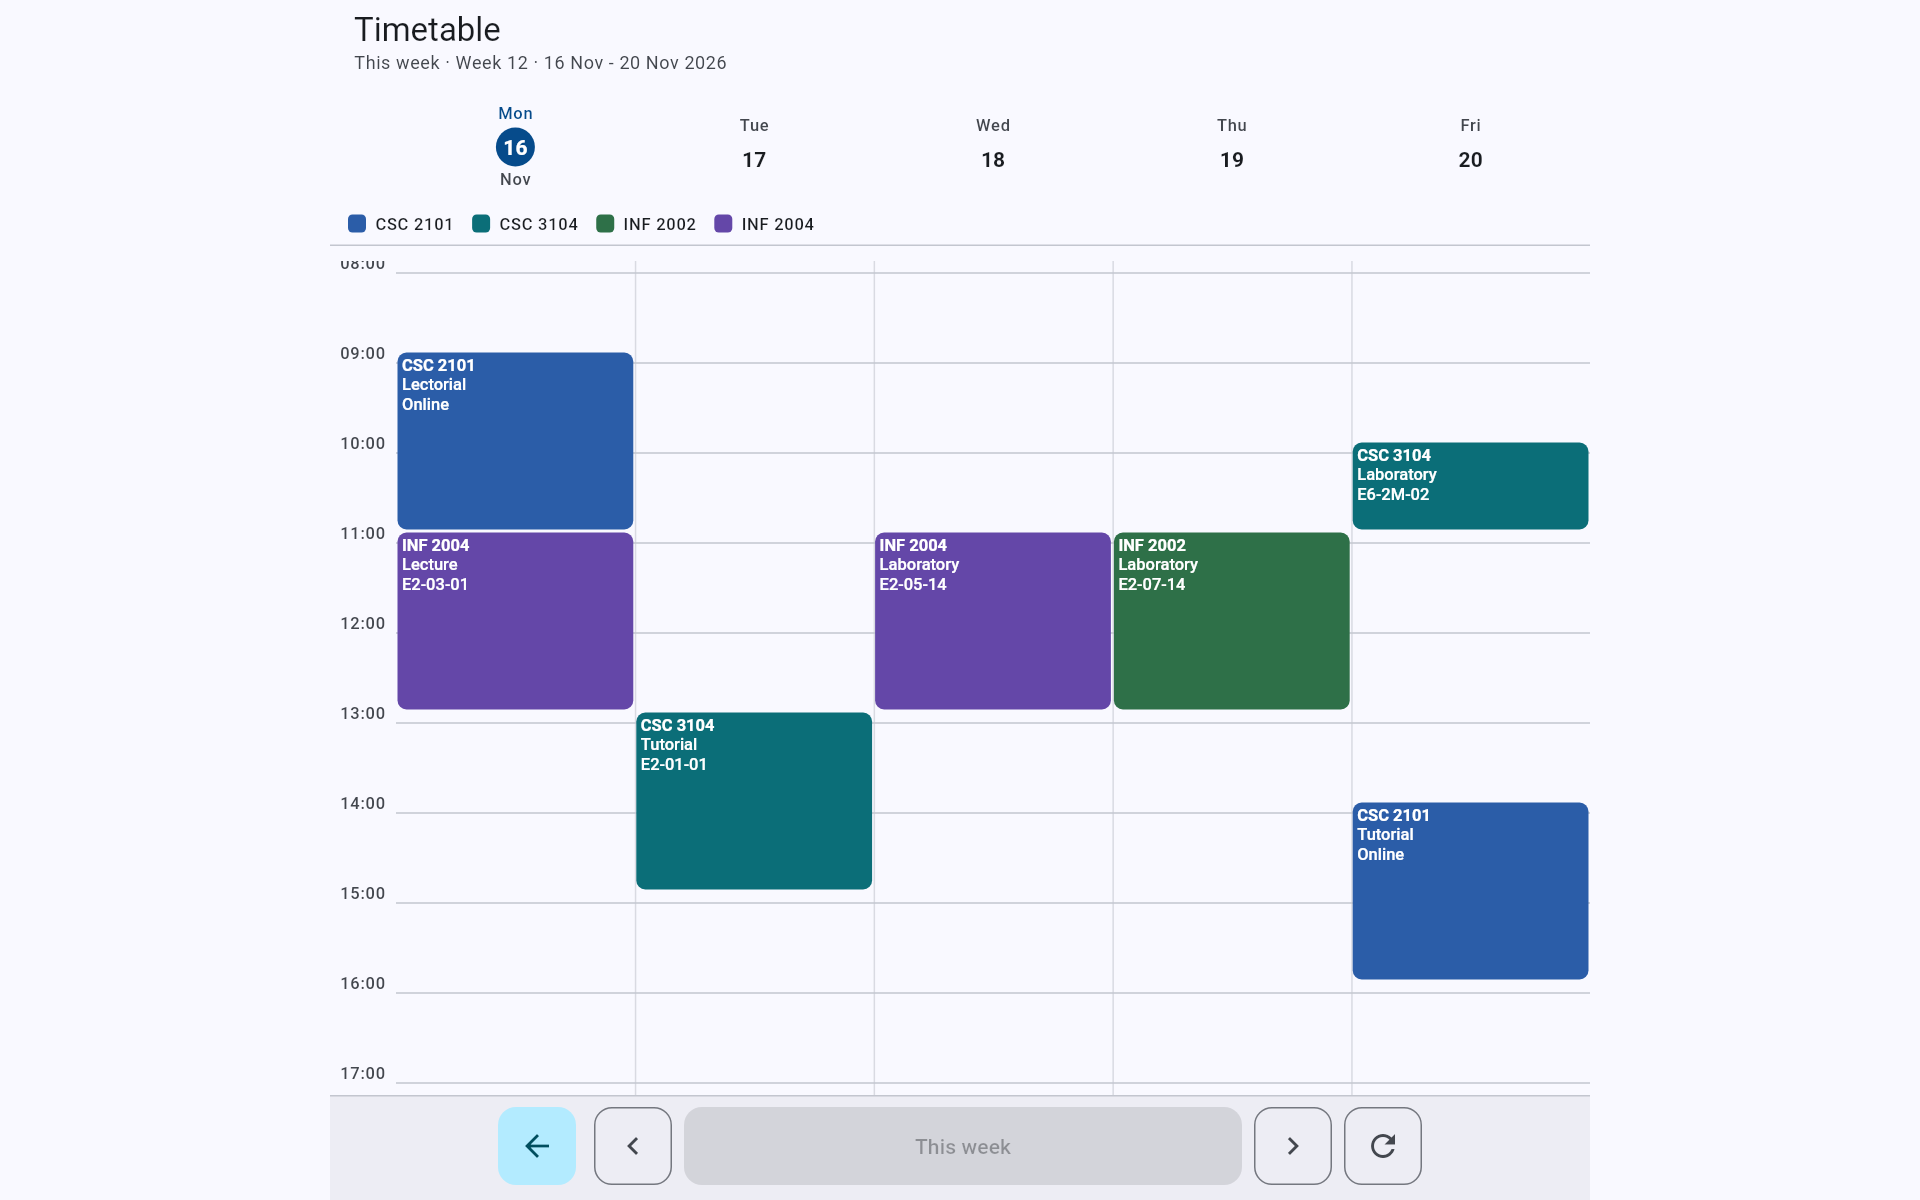 Timetable
This week · Week 12 · 16 Nov - 20 Nov 2026
Mon
16
Nov
Tue
17
Wed
18
Thu
19
Fri
20
CSC 2101
CSC 3104
INF 2002
INF 2004
08:00
09:00
10:00
11:00
12:00
13:00
14:00
15:00
16:00
17:00
CSC 2101
Lectorial
Online
INF 2004
Lecture
E2-03-01
CSC 3104
Tutorial
E2-01-01
INF 2004
Laboratory
E2-05-14
INF 2002
Laboratory
E2-07-14
CSC 3104
Laboratory
E6-2M-02
CSC 2101
Tutorial
Online
This week